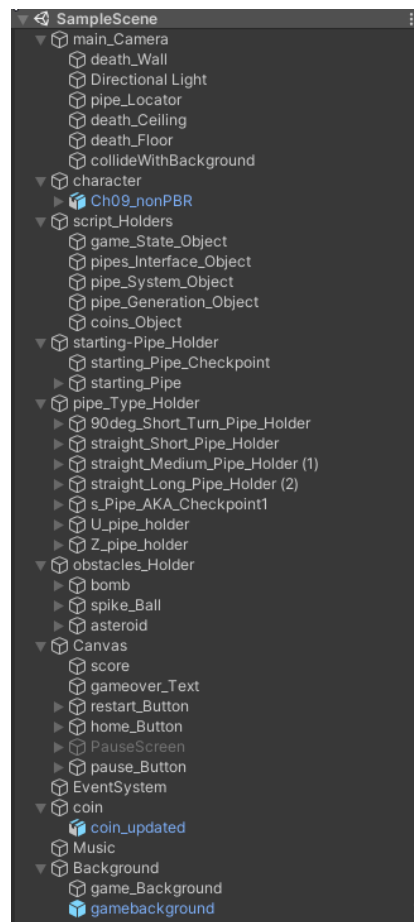 SampleScene
main_Camera
death_Wall
Directional Light
pipe_Locator
death_Ceiling
death_Floor
collideWithBackground
character
Ch09_nonPBR
script_Holders
game_State_Object
pipes_Interface_Object
pipe_System_Object
pipe_Generation_Object
coins_Object
starting-Pipe_Holder
starting_Pipe_Checkpoint
starting_Pipe
pipe_Type_Holder
90deg_Short_Turn_Pipe_Holder
straight_Short_Pipe_Holder
straight_Medium_Pipe_Holder (1)
straight_Long_Pipe_Holder (2)
s_Pipe_AKA_Checkpoint1
U_pipe_holder
Z_pipe_holder
obstacles_Holder
bomb
spike_Ball
asteroid
Canvas
score
gameover_Text
restart_Button
home_Button
PauseScreen
pause_Button
EventSystem
coin
coin_updated
Music
Background
game_Background
gamebackground